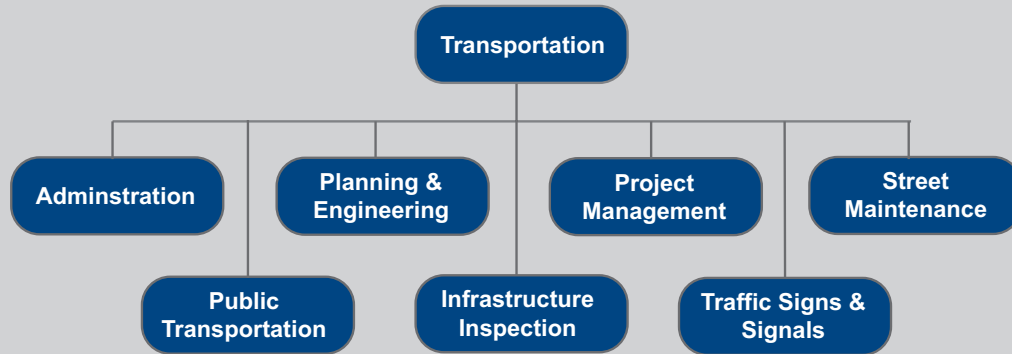 Transportation
Adminstration
Planning &
Engineering
Project
Management
Street
Maintenance
Public
Transportation
Infrastructure
Inspection
Traffic Signs &
Signals